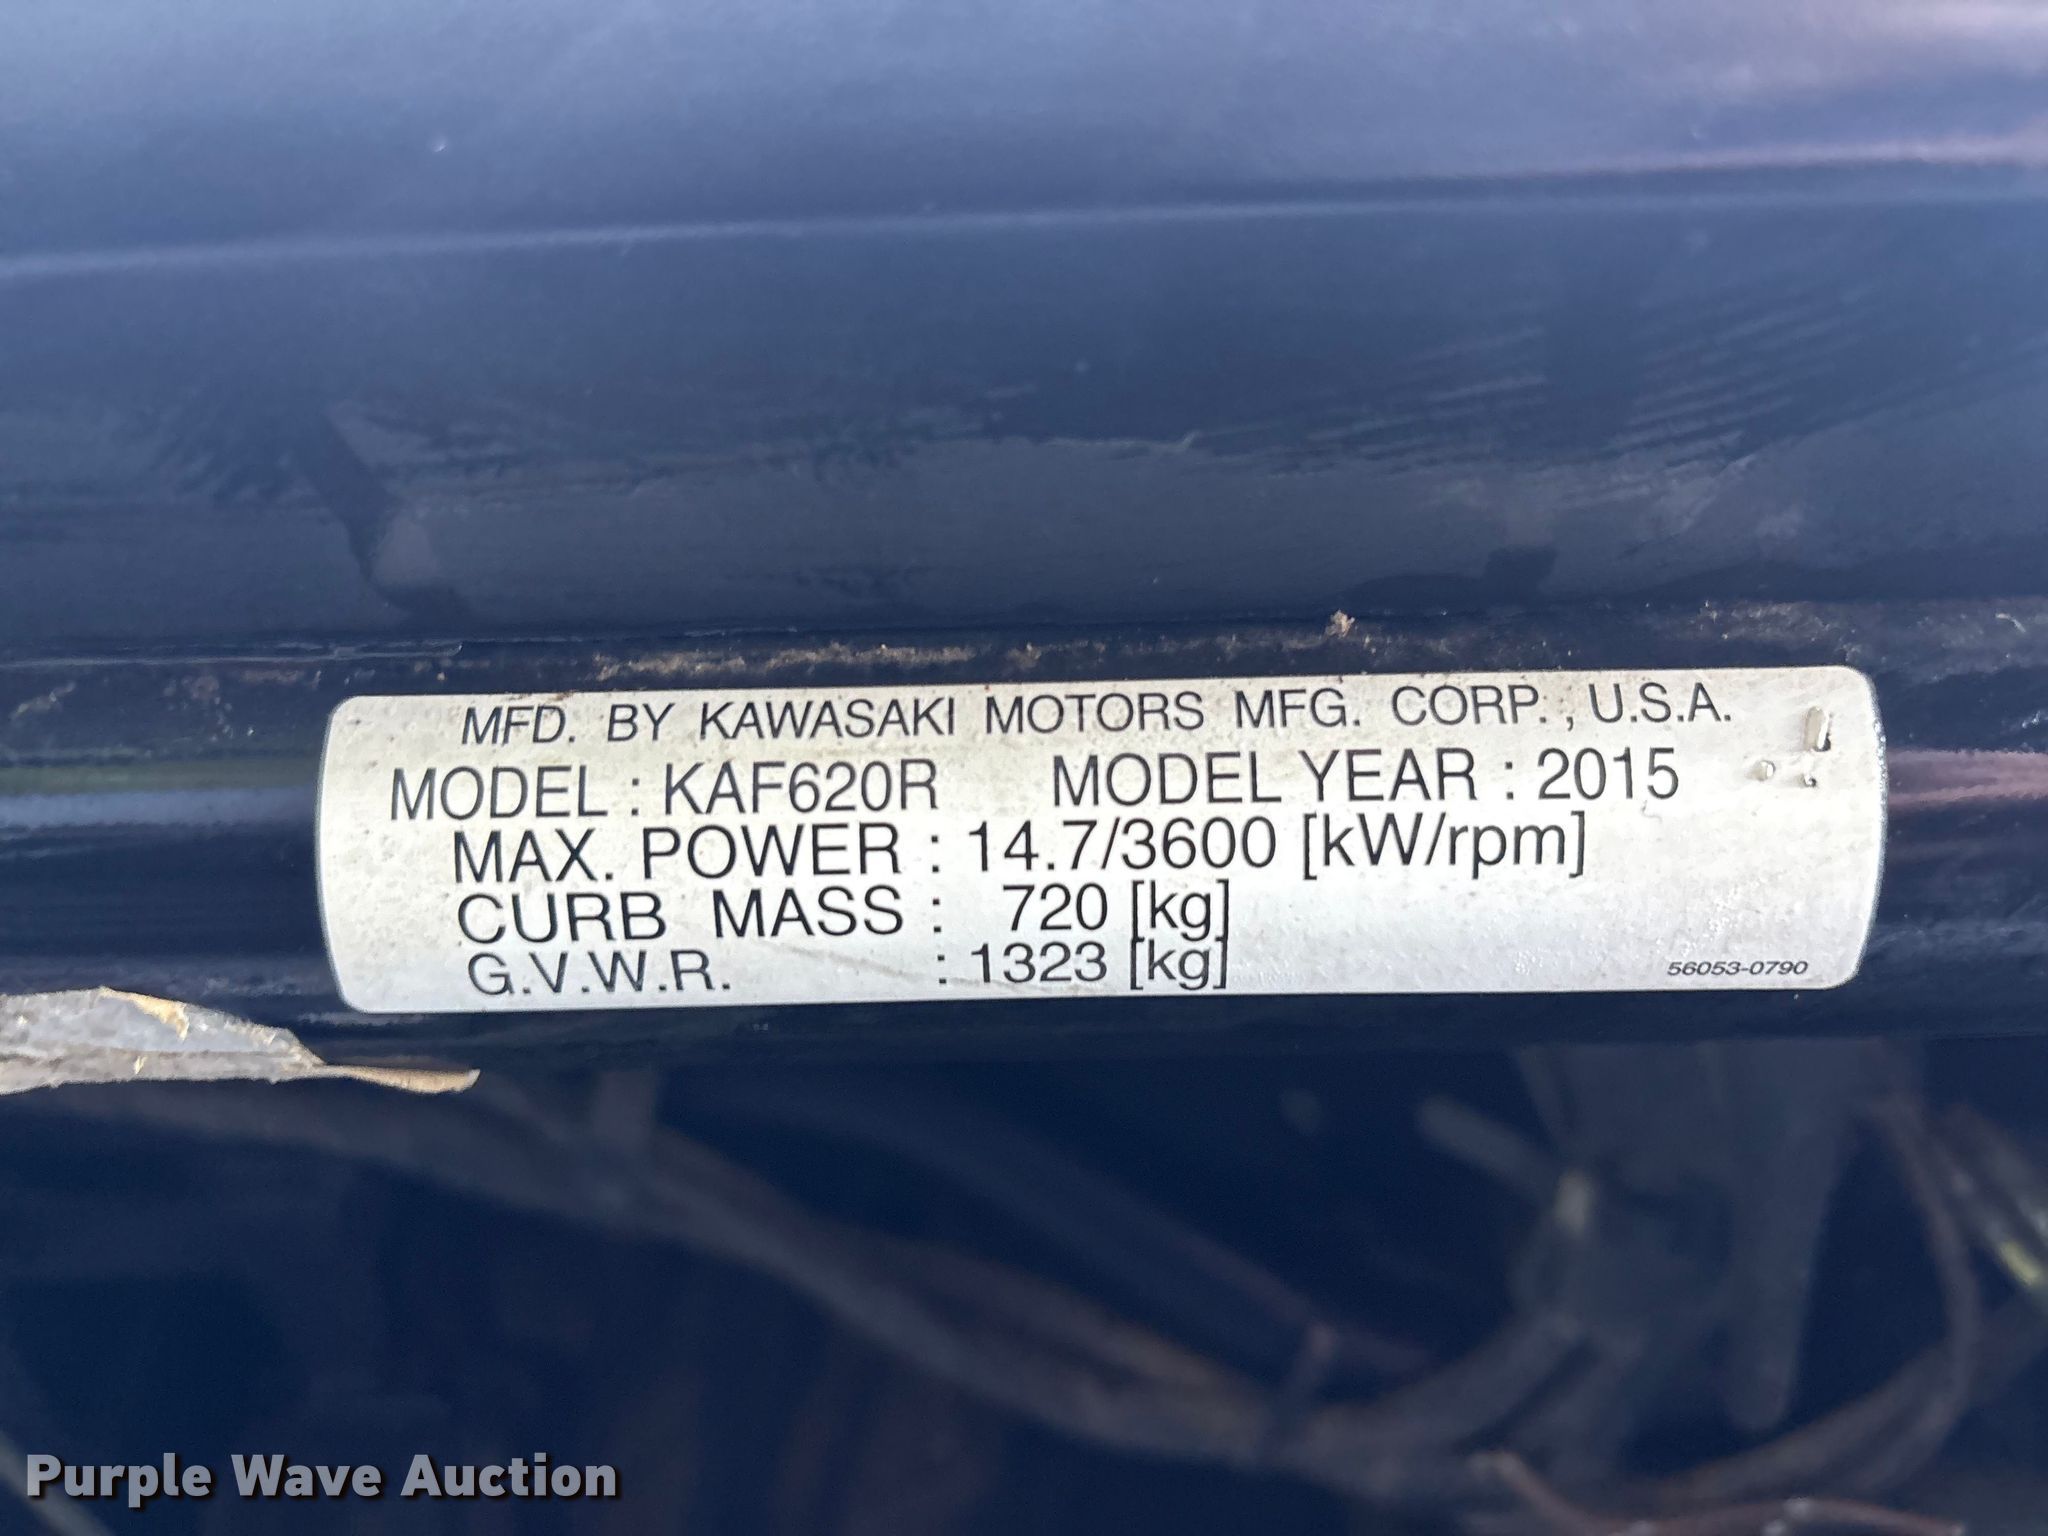 MFD. BY KAWASAKI MOTORS MFG. CORP., U.S.A.
MODEL : KAF620R MODEL YEAR : 2015
MAX. POWER : 14.7/3600 [kW/rpm]
CURB MASS : 720 [kg]
G.V.W.R. : 1323 [kg]
56053-0790
Purple Wave Auction